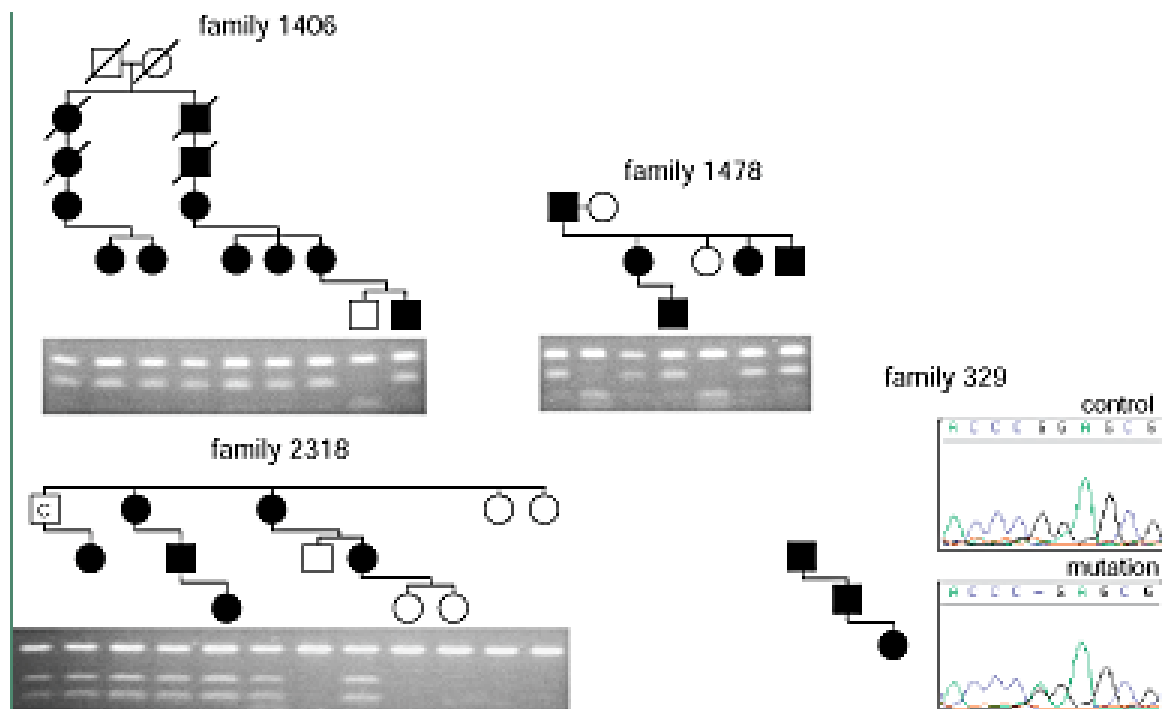 family 1406
family 1478
family 329
control
A C C C G G A G C G
family 2318
C
mutation
A C C C - G A G C G